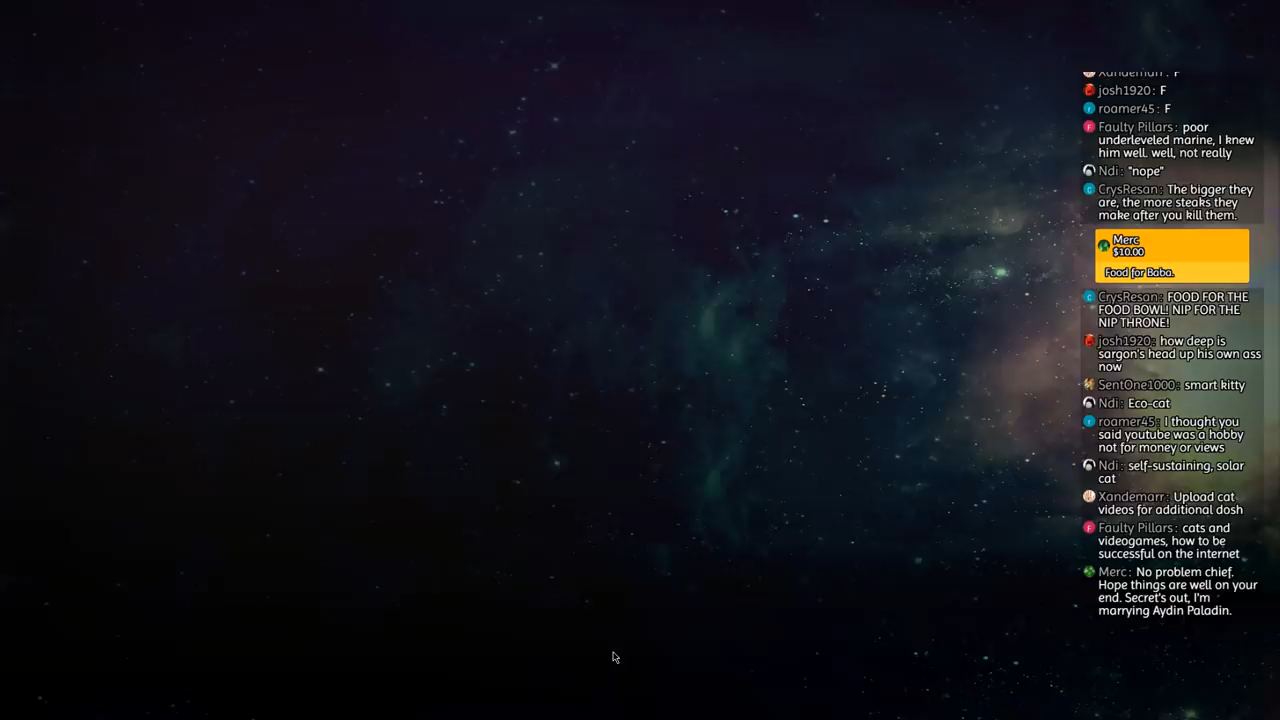 Xandemarr: F
josh1920: F
roamer45: F
Faulty Pillars: poor
underleveled marine, I knew
him well. well, not really
Ndi: "nope"
CrysResan: The bigger they
are, the more steaks they
make after you kill them.
Merc
$10.00
Food for Baba.
CrysResan: FOOD FOR THE
FOOD BOWL! NIP FOR THE
NIP THRONE!
josh1920: how deep is
sargon's head up his own ass
now
SentOne1000: smart kitty
Ndi: Eco-cat
roamer45: I thought you
said youtube was a hobby
not for money or views
Ndi: self-sustaining, solar
cat
Xandemarr: Upload cat
videos for additional dosh
Faulty Pillars: cats and
videogames, how to be
successful on the internet
Merc: No problem chief.
Hope things are well on your
end. Secret's out, I'm
marrying Aydin Paladin.